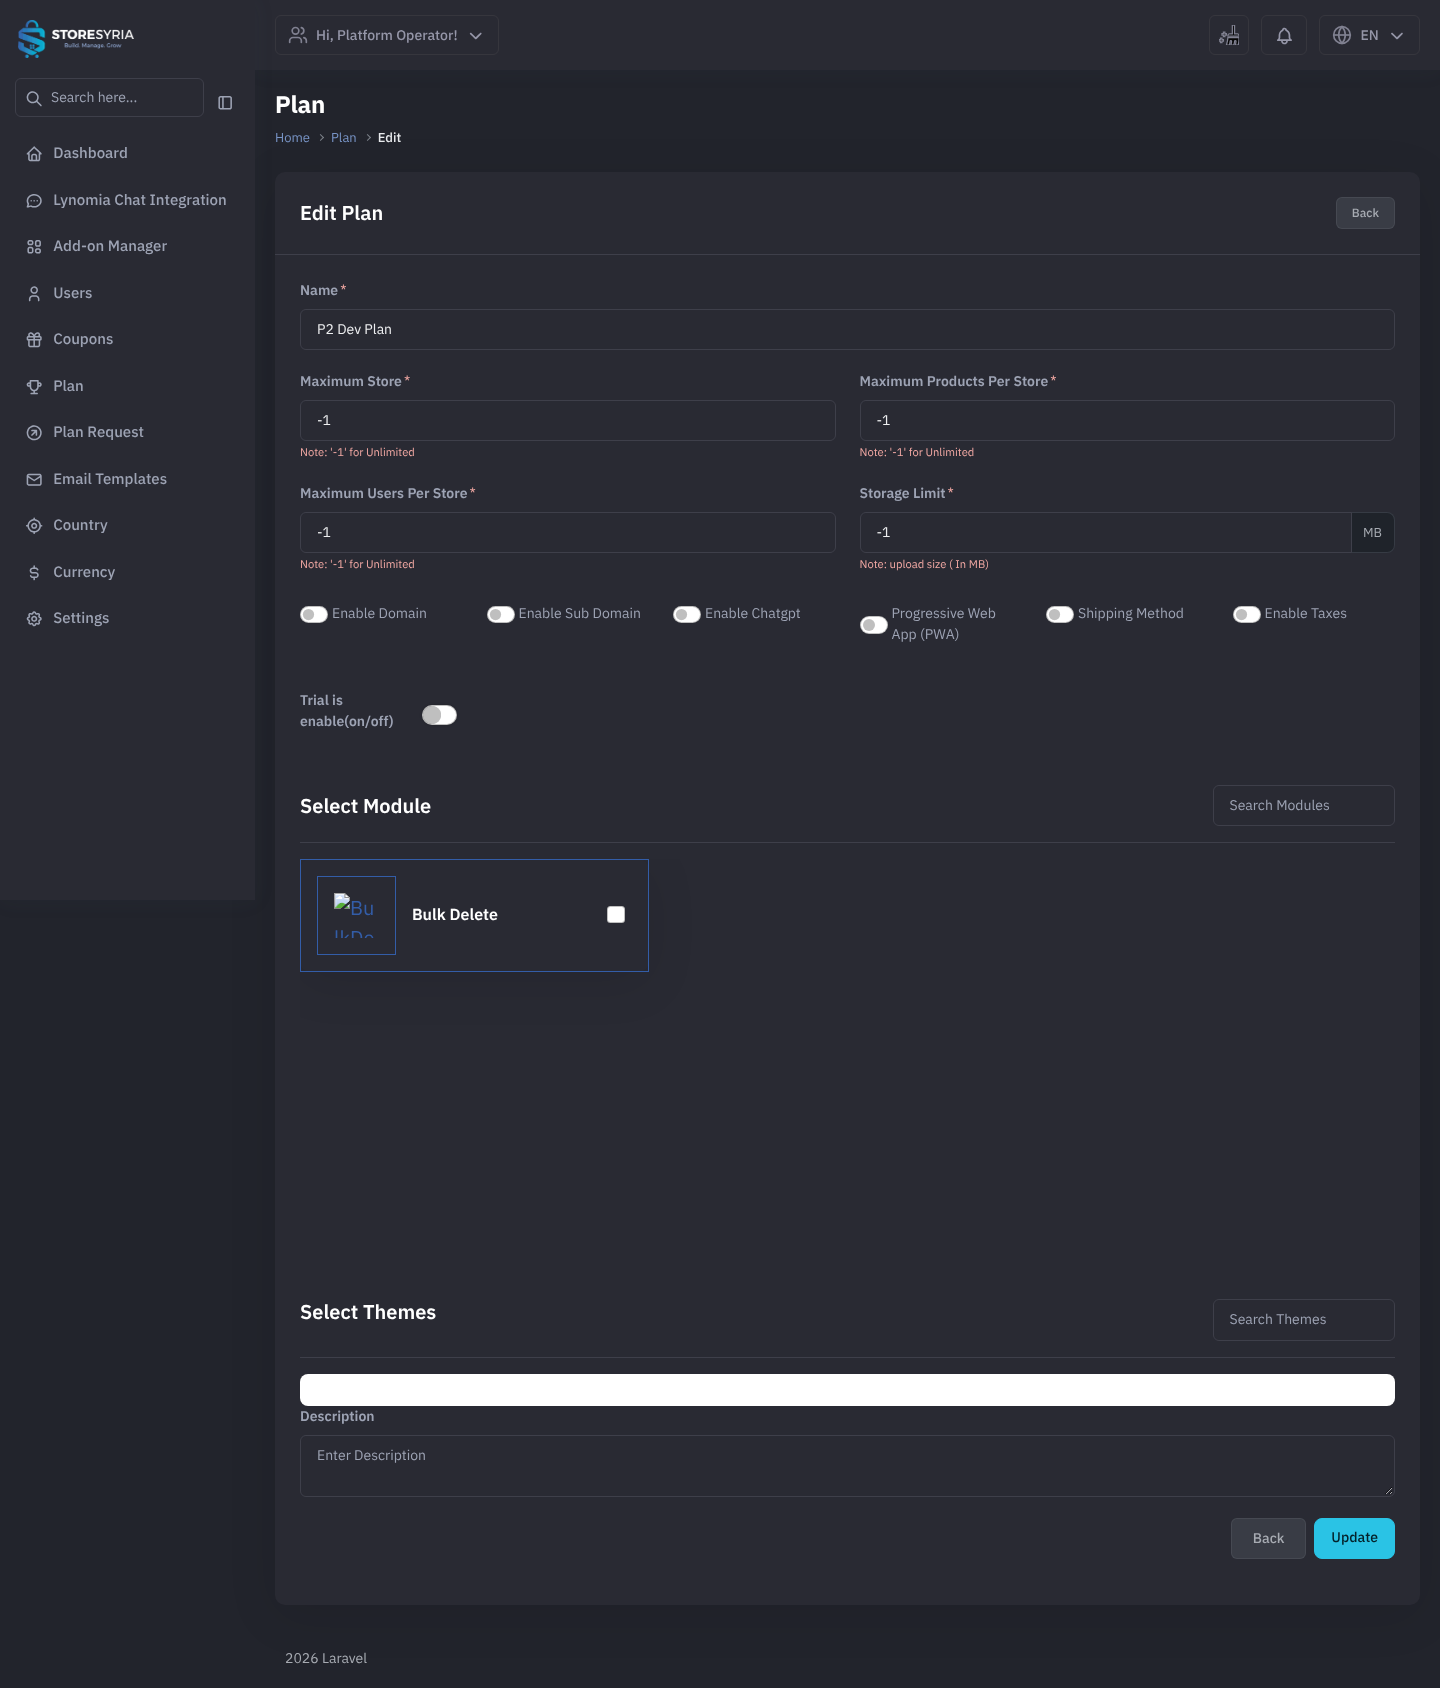 STORESYRIA
Build. Manage. Grow
Hi, Platform Operator!
EN
Search here...
Dashboard
Lynomia Chat Integration
Add-on Manager
Users
Coupons
Plan
Plan Request
Email Templates
Country
Currency
Settings
Plan
Home > Plan > Edit
Edit Plan
Back
Name*
P2 Dev Plan
Maximum Store*
Maximum Products Per Store*
-1
-1
Note: '-1' for Unlimited
Note: '-1' for Unlimited
Maximum Users Per Store*
Storage Limit*
-1
-1
MB
Note: '-1' for Unlimited
Note: upload size ( In MB)
Enable Domain
Enable Sub Domain
Enable Chatgpt
Progressive Web
App (PWA)
Shipping Method
Enable Taxes
Trial is
enable(on/off)
Select Module
Search Modules
Bu
lkDe
Bulk Delete
Select Themes
Search Themes
Description
Enter Description
Back
Update
2026 Laravel